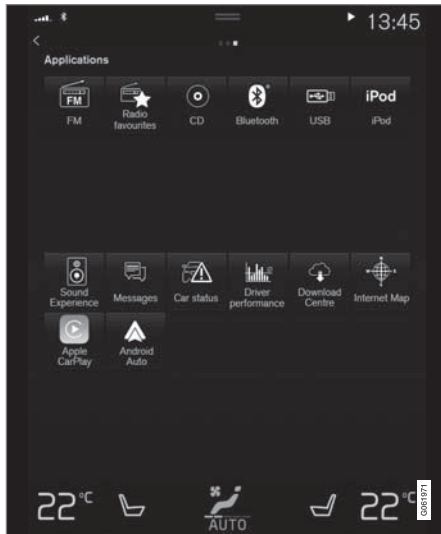 13:45
Applications
FM
FM
Radio favourites
CD
Bluetooth
USB
iPod
iPod
Sound Experience
Messages
Car status
Driver performance
Download Centre
Internet Map
Apple CarPlay
Android Auto
22°C
AUTO
22°C
G061971